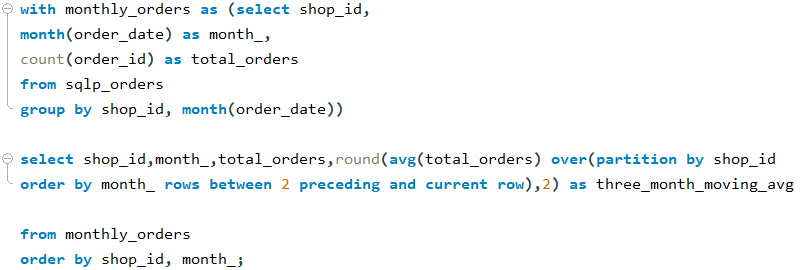 with monthly_orders as (select shop_id,
month(order_date) as month_,
count(order_id) as total_orders
from sqlp_orders
group by shop_id, month(order_date))
select shop_id,month_,total_orders,round(avg(total_orders) over(partition by shop_id
order by month_ rows between 2 preceding and current row),2) as three_month_moving_avg
from monthly_orders
order by shop_id, month_;